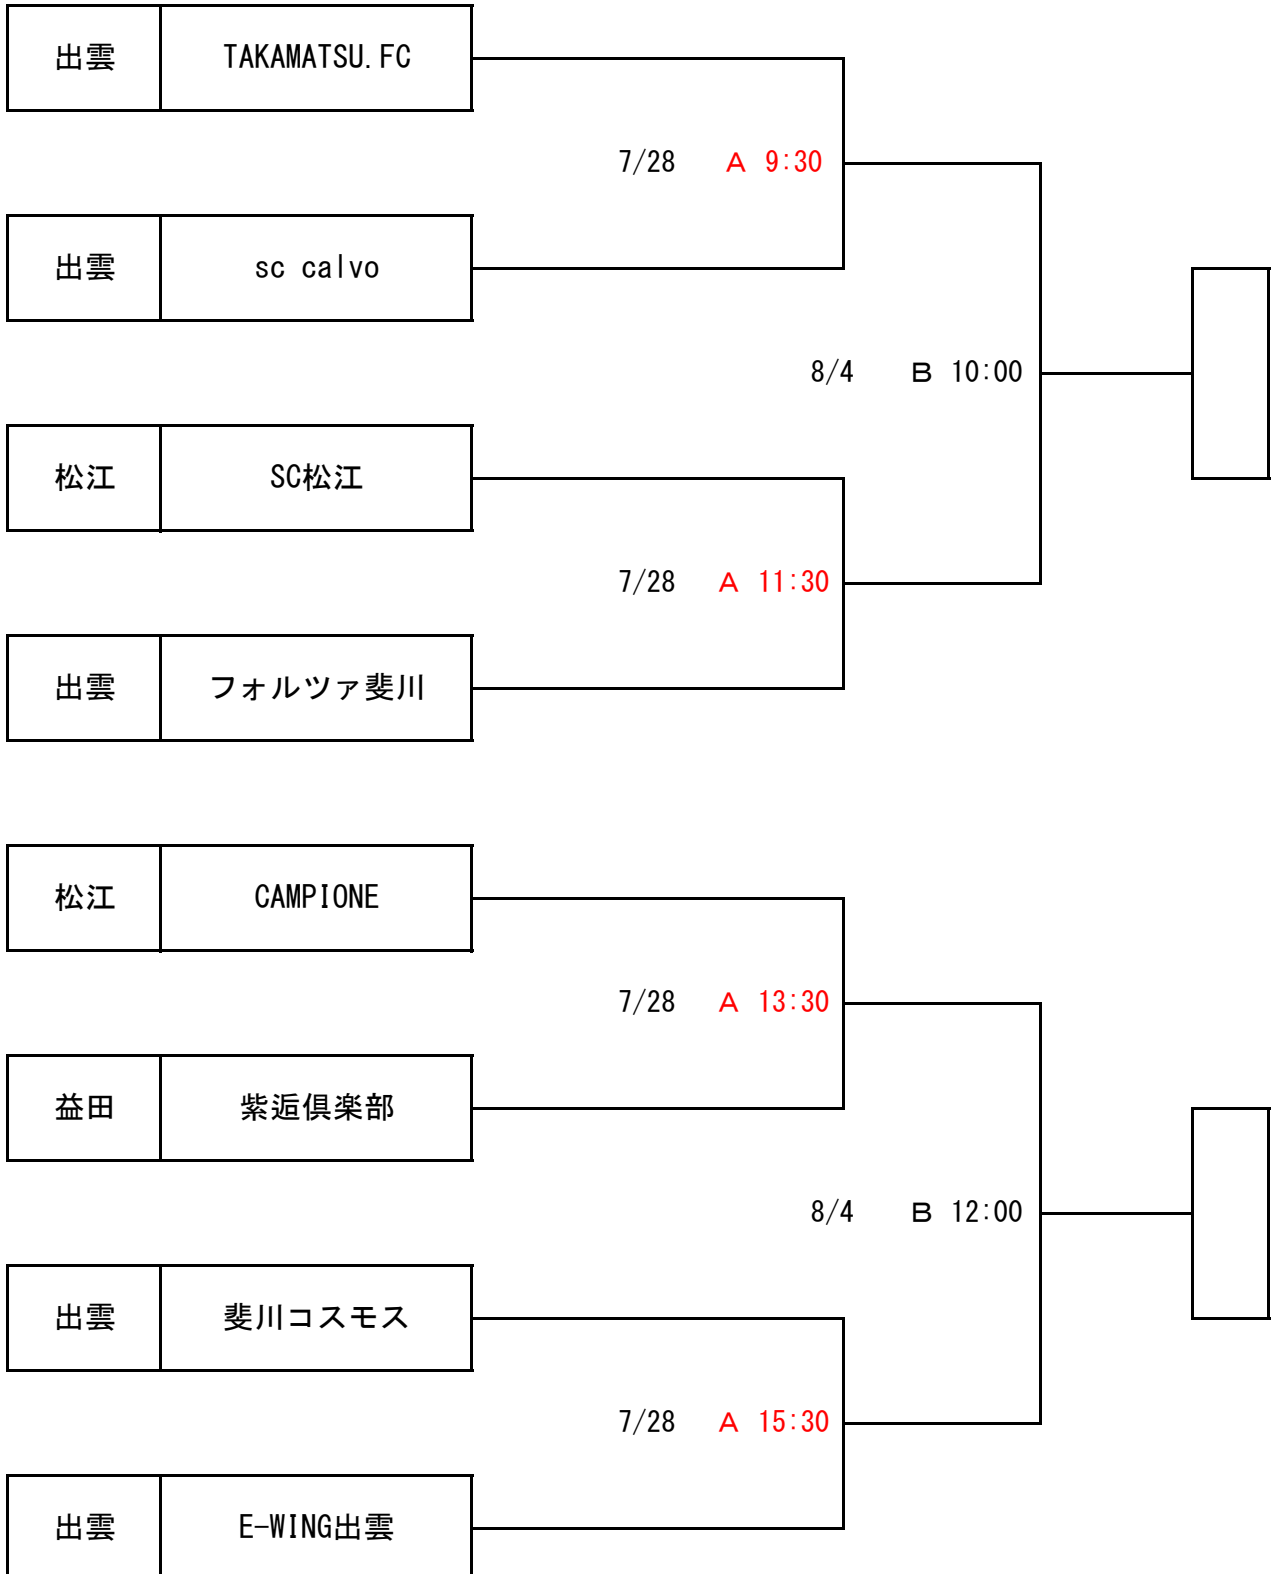 出雲 TAKAMATSU.FC
7/28 A 9:30
出雲 sc calvo
8/4 B 10:00
松江 SC松江
7/28 A 11:30
出雲 フォルツァ斐川
松江 CAMPIONE
7/28 A 13:30
益田 紫逅倶楽部
8/4 B 12:00
出雲 斐川コスモス
7/28 A 15:30
出雲 E-WING出雲